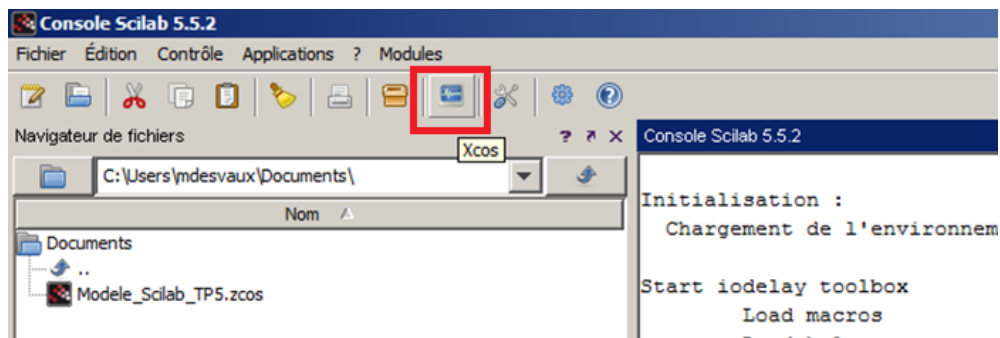 Console Scilab 5.5.2
Fichier Édition Contrôle Applications ? Modules
Navigateur de fichiers
? ↗ X
Console Scilab 5.5.2
Xcos
C:\Users\mdesvaux\Documents\
Nom
Documents
..
Modele_Scilab_TP5.zcos
Initialisation :
Chargement de l'environnem
Start iodelay toolbox
Load macros